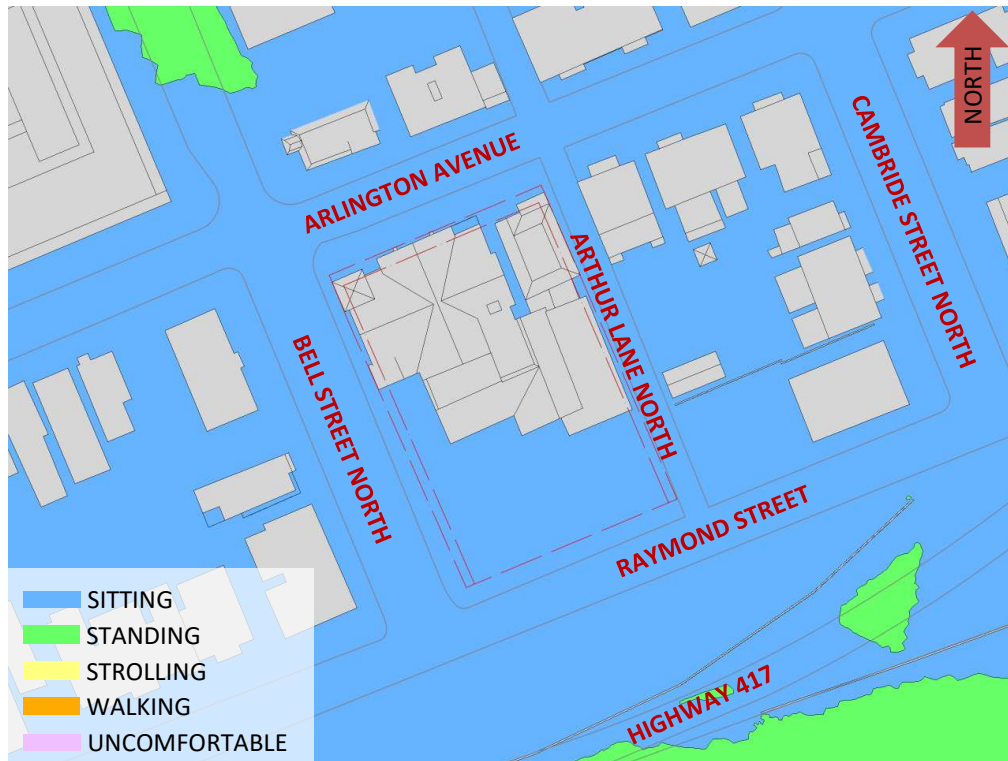 NORTH
ARLINGTON AVENUE
CAMBRIDE STREET NORTH
ARTHUR LANE NORTH
BELL STREET NORTH
RAYMOND STREET
HIGHWAY 417
SITTING
STANDING
STROLLING
WALKING
UNCOMFORTABLE